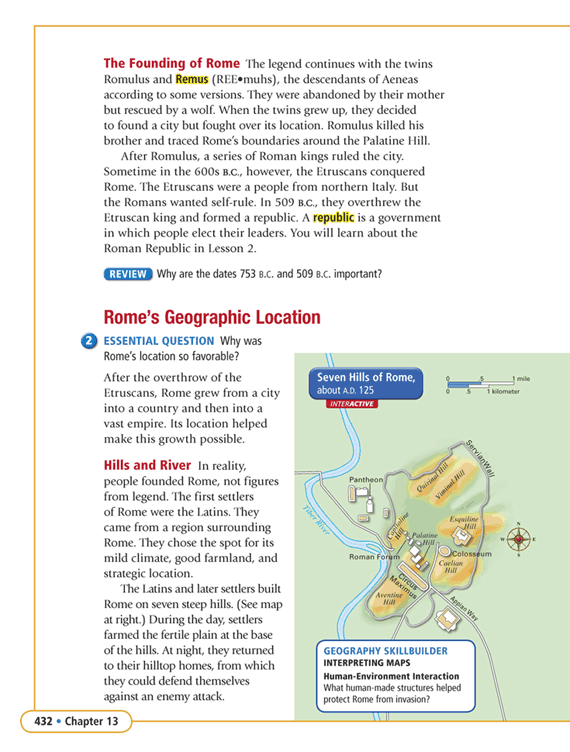 The Founding of Rome The legend continues with the twins
Romulus and Remus (REE•muhs), the descendants of Aeneas
according to some versions. They were abandoned by their mother
but rescued by a wolf. When the twins grew up, they decided
to found a city but fought over its location. Romulus killed his
brother and traced Rome's boundaries around the Palatine Hill.
After Romulus, a series of Roman kings ruled the city.
Sometime in the 600s B.C., however, the Etruscans conquered
Rome. The Etruscans were a people from northern Italy. But
the Romans wanted self-rule. In 509 B.C., they overthrew the
Etruscan king and formed a republic. A republic is a government
in which people elect their leaders. You will learn about the
Roman Republic in Lesson 2.
REVIEW Why are the dates 753 B.C. and 509 B.C. important?
Rome's Geographic Location
2 ESSENTIAL QUESTION Why was
Rome's location so favorable?
After the overthrow of the
Etruscans, Rome grew from a city
into a country and then into a
vast empire. Its location helped
make this growth possible.
Hills and River In reality,
people founded Rome, not figures
from legend. The first settlers
of Rome were the Latins. They
came from a region surrounding
Rome. They chose the spot for its
mild climate, good farmland, and
strategic location.
The Latins and later settlers built
Rome on seven steep hills. (See map
at right.) During the day, settlers
farmed the fertile plain at the base
of the hills. At night, they returned
to their hilltop homes, from which
they could defend themselves
against an enemy attack.
Seven Hills of Rome,
about A.D. 125
INTERACTIVE
0 .5 1 mile
0 .5 1 kilometer
Servian Wall
Pantheon
Quirinal Hill
Viminal Hill
Tiber River
Capitoline
Hill
Esquiline
Hill
Palatine
Hill
N
W E
S
Roman Forum
Colosseum
Caelian
Hill
Circus
Maximus
Aventine
Hill
Appian Way
GEOGRAPHY SKILLBUILDER
INTERPRETING MAPS
Human-Environment Interaction
What human-made structures helped
protect Rome from invasion?
432 • Chapter 13